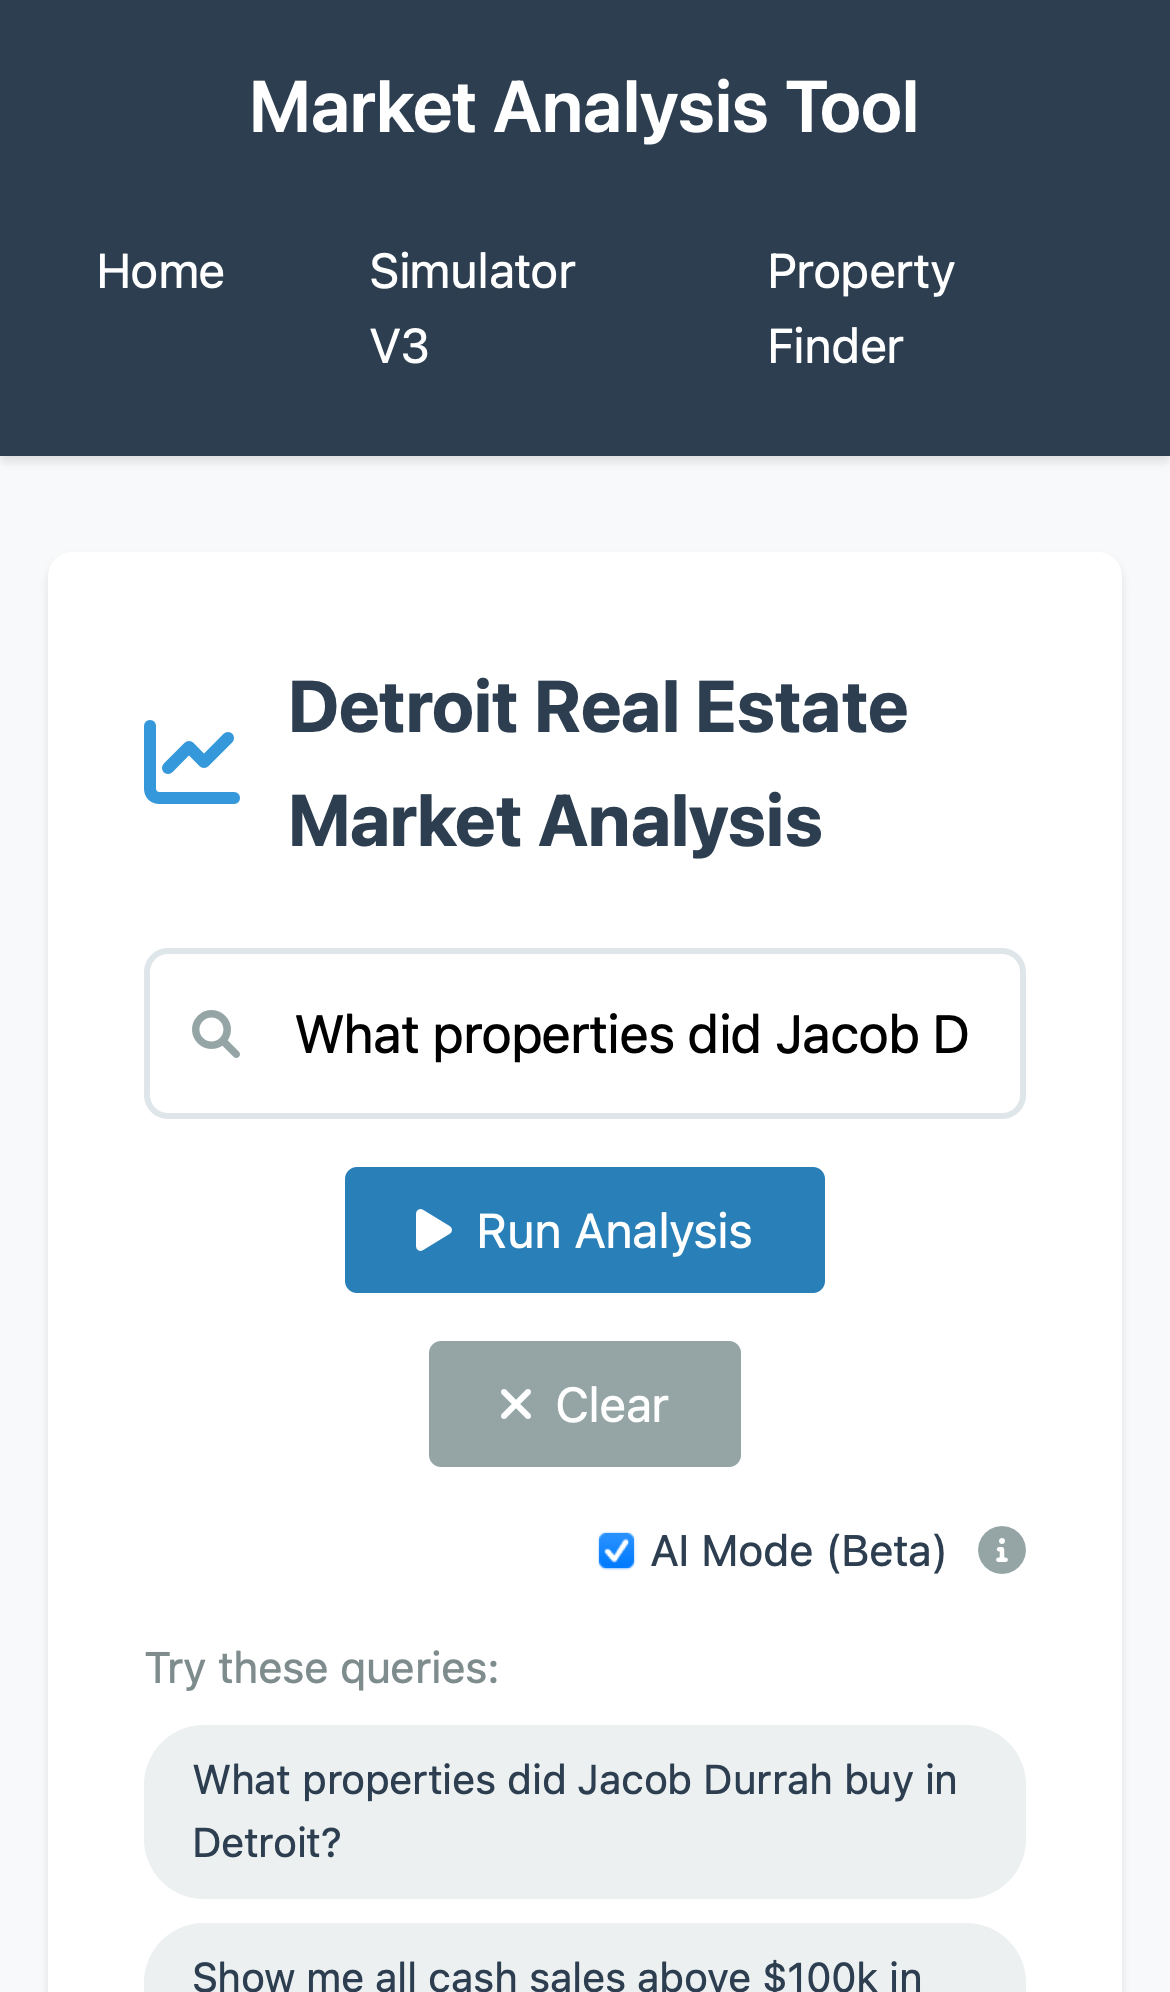 Market Analysis Tool
Home
Simulator
V3
Property
Finder
Detroit Real Estate
Market Analysis
What properties did Jacob D
Run Analysis
Clear
AI Mode (Beta)
Try these queries:
What properties did Jacob Durrah buy in
Detroit?
Show me all cash sales above $100k in